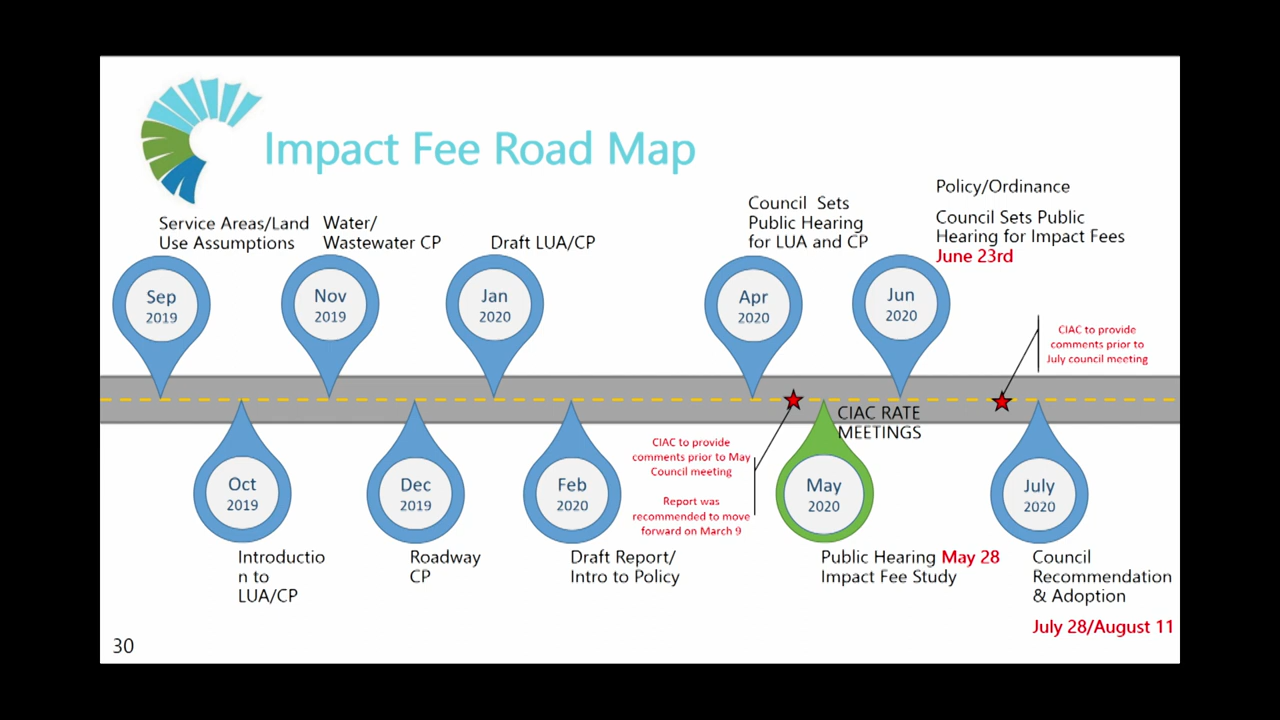 Impact Fee Road Map
Service Areas/Land
Use Assumptions
Water/
Wastewater CP
Draft LUA/CP
Council Sets
Public Hearing
for LUA and CP
Policy/Ordinance
Council Sets Public
Hearing for Impact Fees
June 23rd
Sep
2019
Nov
2019
Jan
2020
Apr
2020
Jun
2020
CIAC to provide
comments prior to
July council meeting
CIAC RATE
MEETINGS
CIAC to provide
comments prior to May
Council meeting
Report was
recommended to move
forward on March 9
Oct
2019
Dec
2019
Feb
2020
May
2020
July
2020
Introductio
n to
LUA/CP
Roadway
CP
Draft Report/
Intro to Policy
Public Hearing May 28
Impact Fee Study
Council
Recommendation
& Adoption
July 28/August 11
30